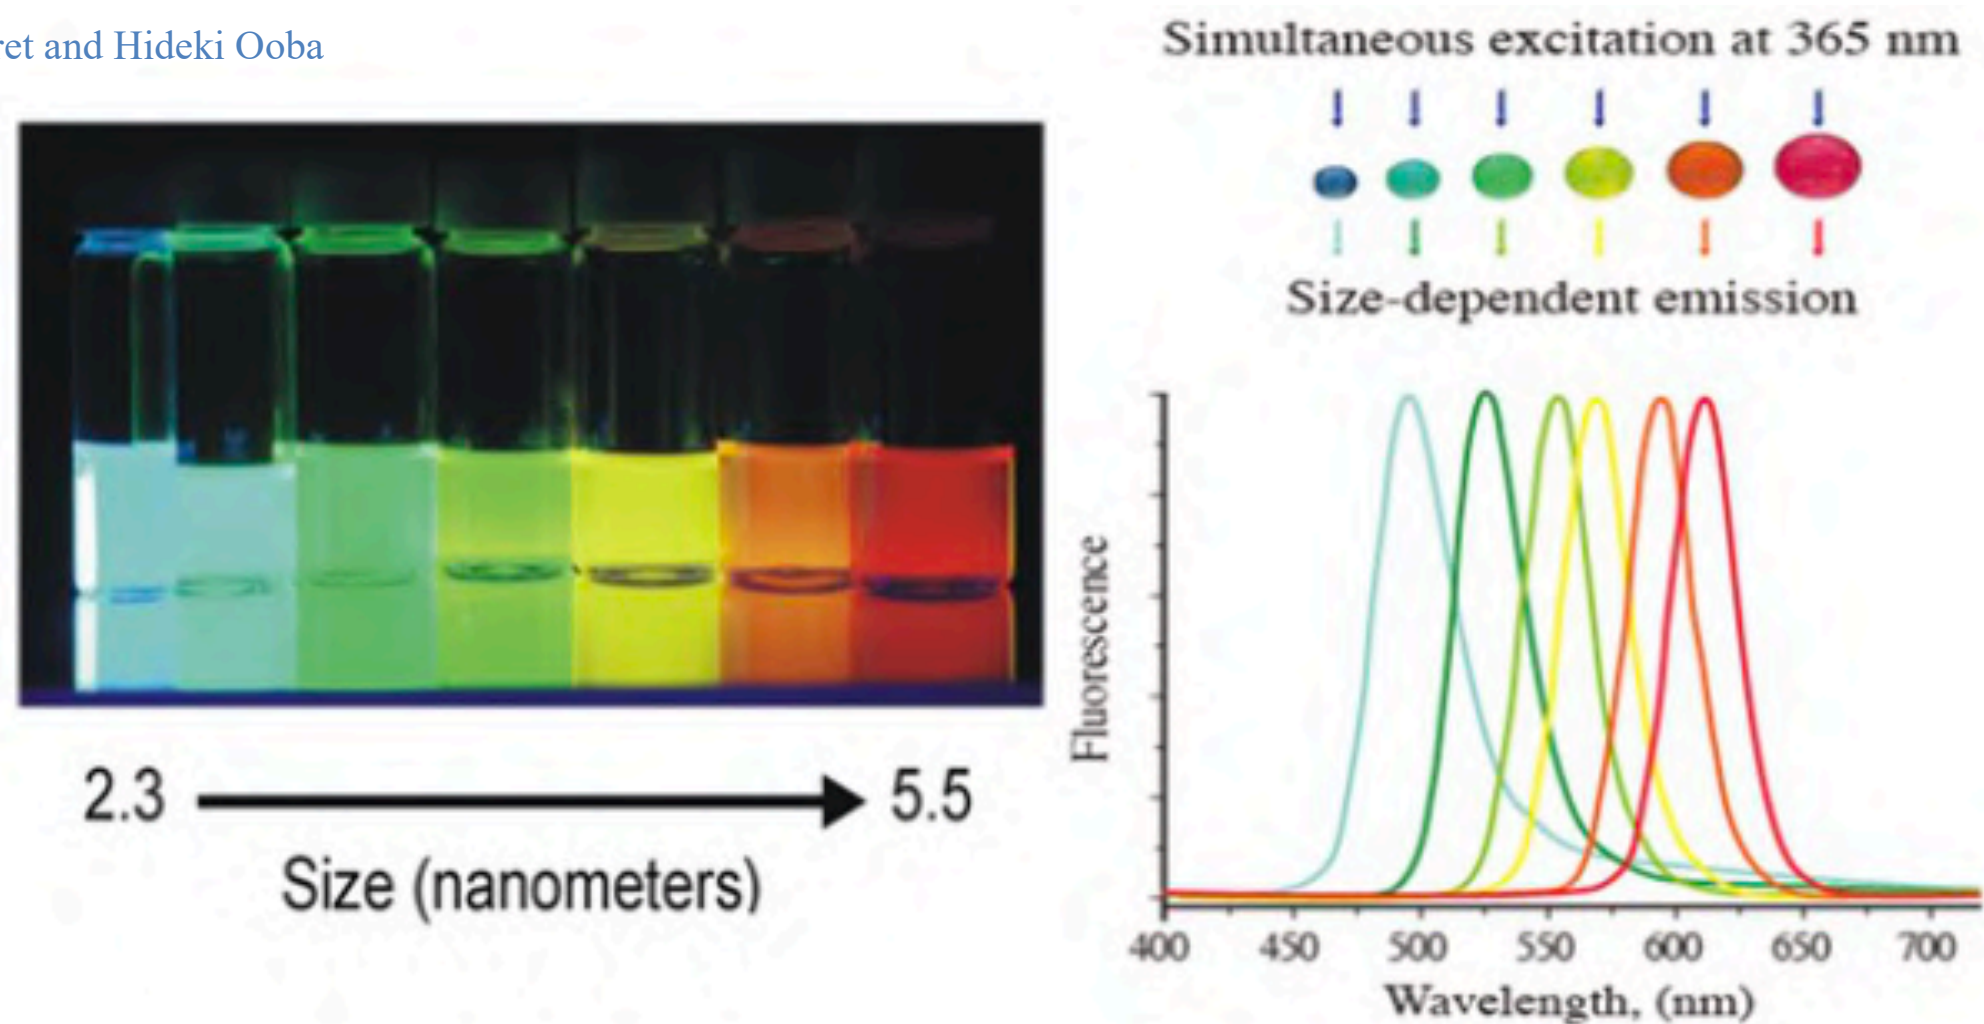 ret and Hideki Ooba
Simultaneous excitation at 365 nm
Size-dependent emission
2.3
5.5
Size (nanometers)
Fluorescence
400 450 500 550 600 650 700
Wavelength, (nm)